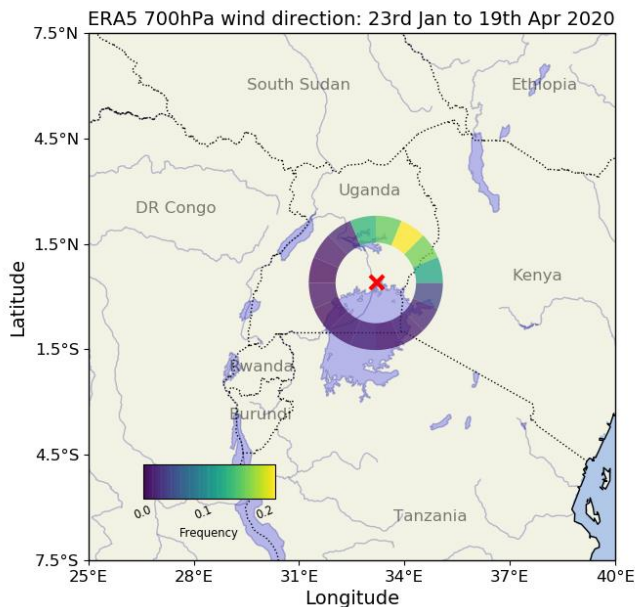 ERA5 700hPa wind direction: 23rd Jan to 19th Apr 2020
7.5°N
South Sudan
Ethiopia
4.5°N
Uganda
DR Congo
1.5°N
Kenya
Latitude
1.5°S
Rwanda
Burundi
4.5°S
0.0 0.1 0.2
Frequency
Tanzania
7.5°S
25°E 28°E 31°E 34°E 37°E 40°E
Longitude